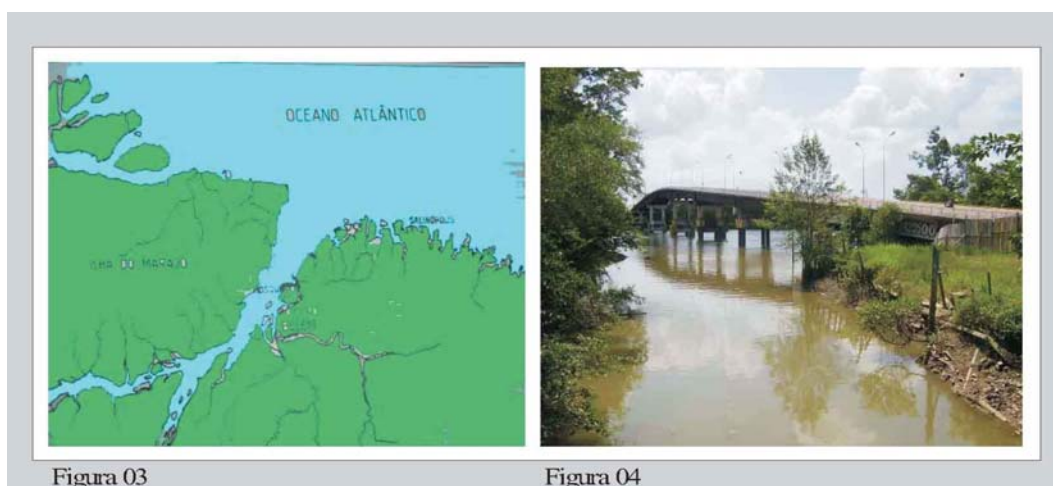 OCEANO ATLÂNTICO
SALINÓPOLIS
ILHA DO MARAJÓ
Figura 03
Figura 04